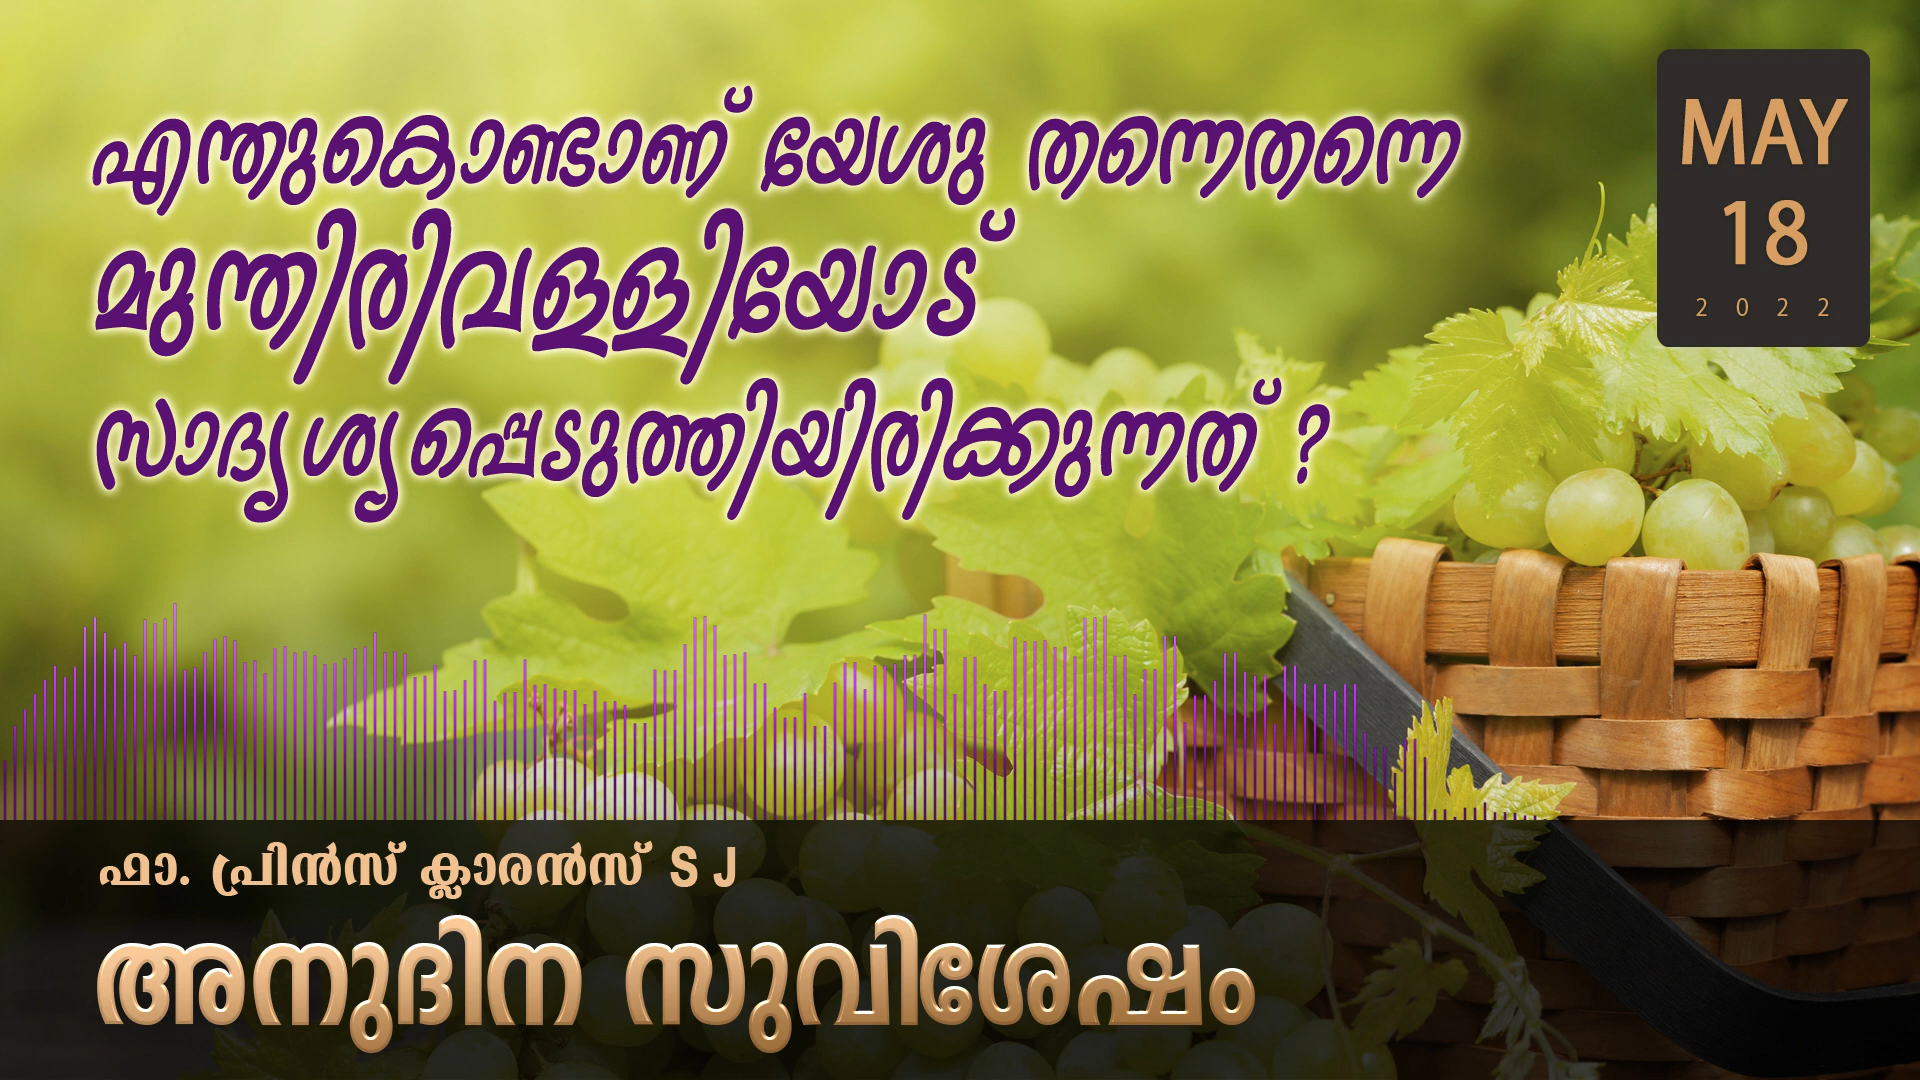 എന്തുകൊണ്ടാണ് യേശു തന്നെതന്നെ
മുന്തിരിവള്ളിയോട്
സാദൃശ്യപ്പെടുത്തിയിരിക്കുന്നത് ?
MAY
18
2022
ഫാ. പ്രിൻസ് ക്ലാരൻസ് S J
അനുദിന സുവിശേഷം